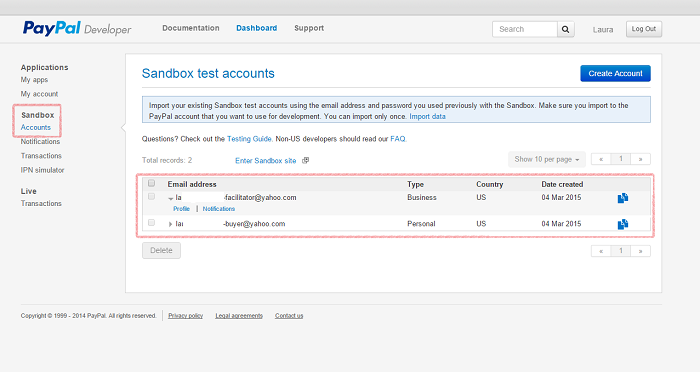 PayPal Developer Documentation Dashboard Support Search Laura Log Out
Applications
My apps
My account
Sandbox
Accounts
Notifications
Transactions
IPN simulator
Live
Transactions
Sandbox test accounts Create Account
Import your existing Sandbox test accounts using the email address and password you used previously with the Sandbox. Make sure you import to the
PayPal account that you want to use for development. You can import only once. Import data
Questions? Check out the Testing Guide. Non-US developers should read our FAQ.
Total records: 2 Enter Sandbox site Show 10 per page « 1 »
Email address Type Country Date created
la -facilitator@yahoo.com Business US 04 Mar 2015
Profile | Notifications
-buyer@yahoo.com Personal US 04 Mar 2015
Delete « 1 »
Copyright © 1999 - 2014 PayPal. All rights reserved. | Privacy policy Legal agreements Contact us